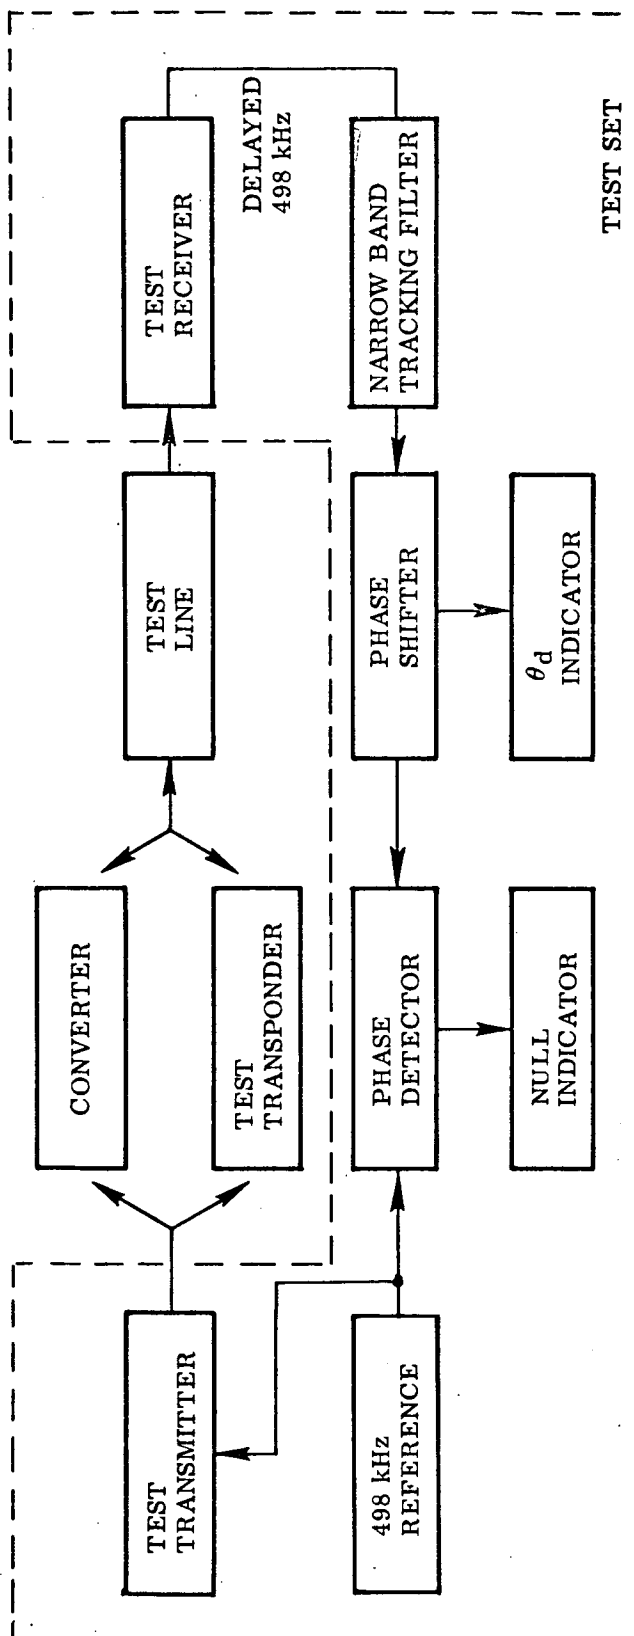 TEST
TRANSMITTER
CONVERTER
TEST
TRANSPONDER
TEST
LINE
TEST
RECEIVER
DELAYED
498 kHz
498 kHz
REFERENCE
PHASE
DETECTOR
PHASE
SHIFTER
NARROW BAND
TRACKING FILTER
NULL
INDICATOR
θd
INDICATOR
TEST SET